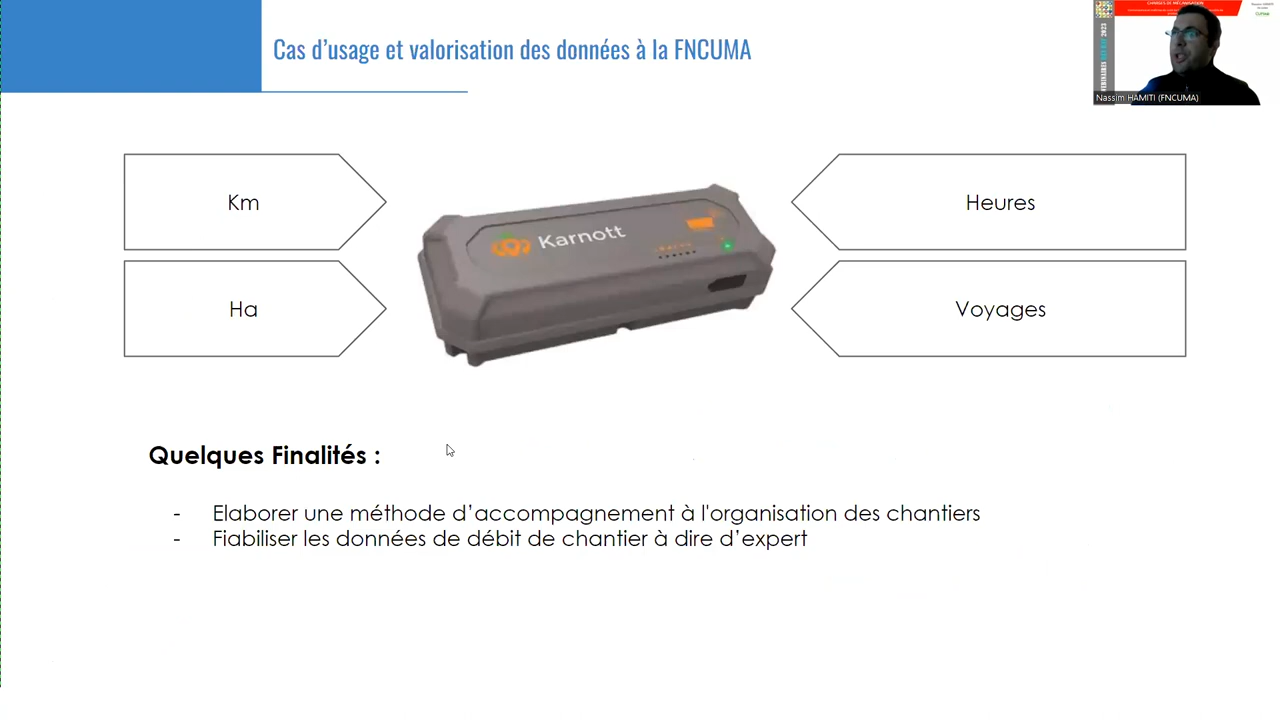 Cas d’usage et valorisation des données à la FNCUMA
Nassim HAMITI (FNCUMA)
Km
Ha
Karnott
Heures
Voyages
Quelques Finalités :
- Elaborer une méthode d’accompagnement à l'organisation des chantiers
- Fiabiliser les données de débit de chantier à dire d’expert